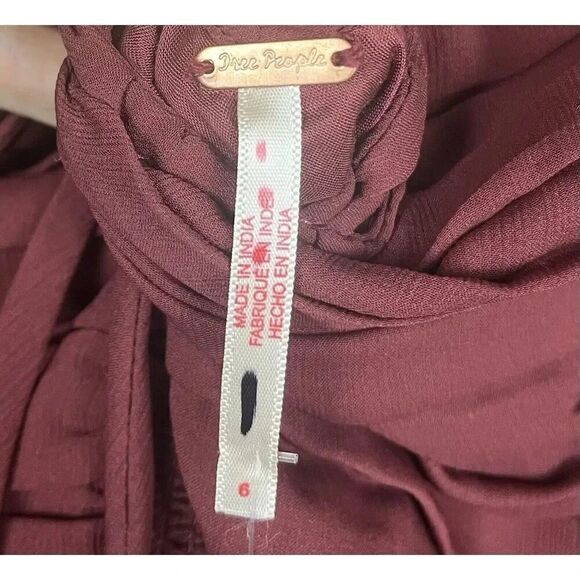 Free People
MADE IN INDIA
FABRIQUE EN INDE
HECHO EN INDIA
6